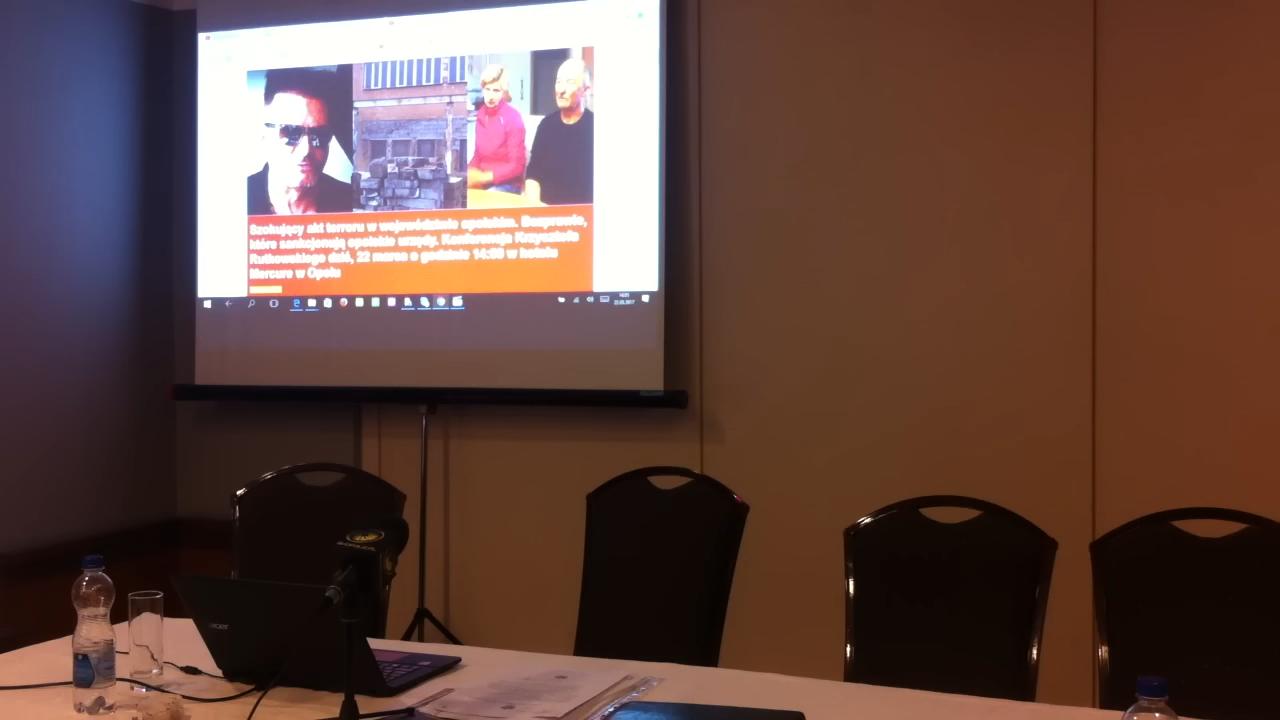 Szokujący akt terroru w województwie opolskim. Bezprawie,
które sankcjonują opolskie urzędy. Konferencja Krzysztofa
Rutkowskiego dziś, 22 marca o godzinie 14:00 w hotelu
Mercure w Opolu
acer